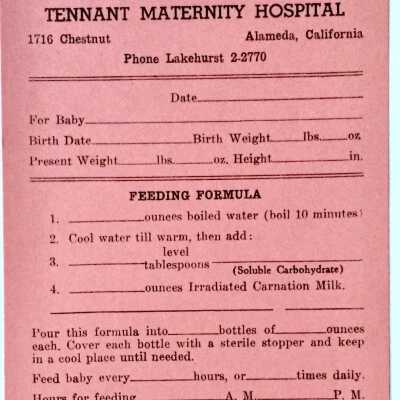 TENNANT MATERNITY HOSPITAL
1716 Chestnut Alameda, California
Phone Lakehurst 2-2770
Date
For Baby
Birth Date Birth Weight lbs. oz.
Present Weight lbs. oz. Height in.
FEEDING FORMULA
1. ounces boiled water (boil 10 minutes)
2. Cool water till warm, then add:
level
3. tablespoons
(Soluble Carbohydrate)
4. ounces Irradiated Carnation Milk.
Pour this formula into bottles of ounces
each. Cover each bottle with a sterile stopper and keep
in a cool place until needed.
Feed baby every hours, or times daily.
Hours for feeding A. M. P. M.